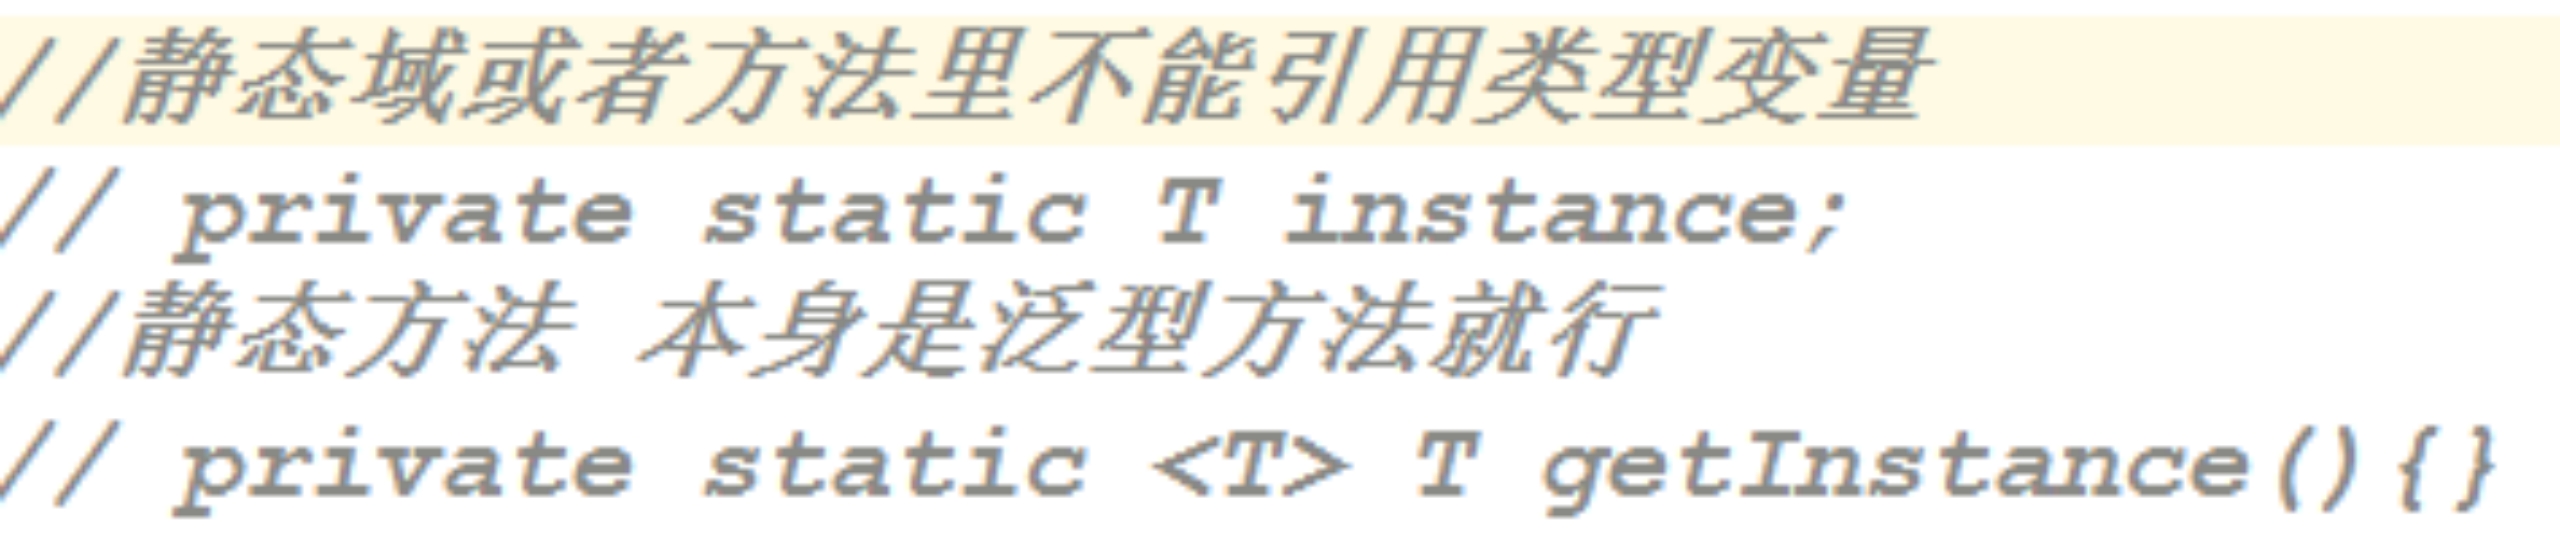 //静态域或者方法里不能引用类型变量
// private static T instance;
//静态方法 本身是泛型方法就行
// private static <T> T getInstance(){}